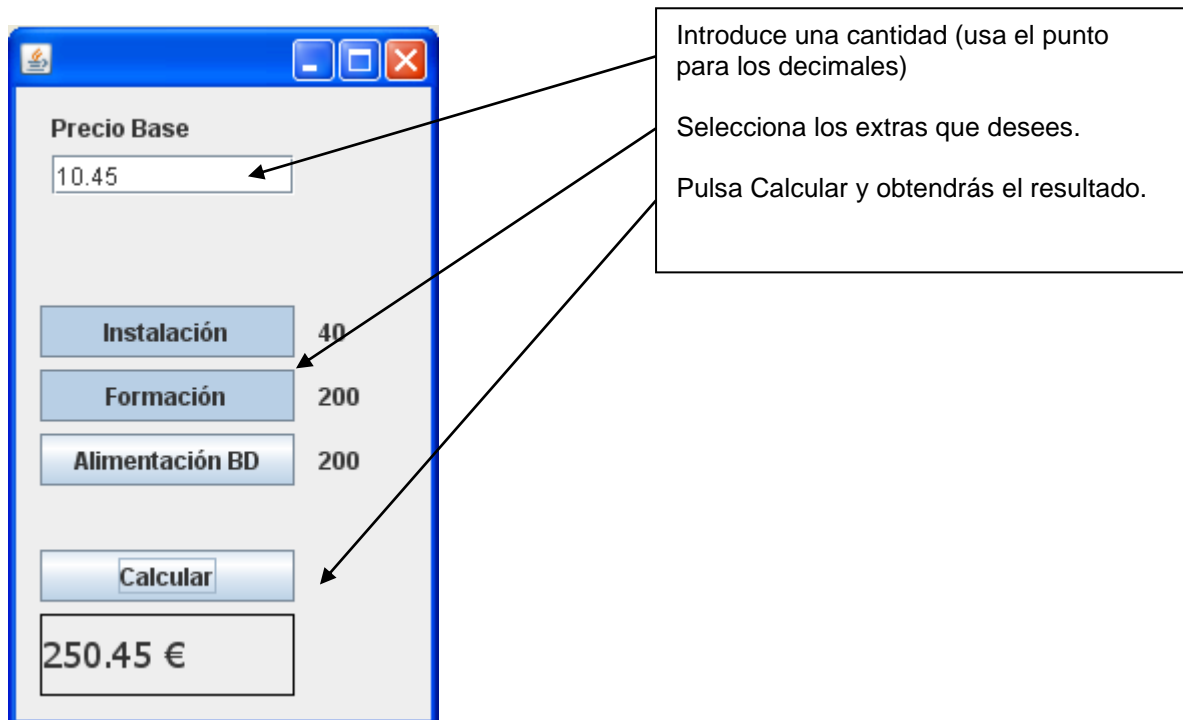 Precio Base
10.45
Instalación 40
Formación 200
Alimentación BD 200
Calcular
250.45 €
Introduce una cantidad (usa el punto
para los decimales)
Selecciona los extras que desees.
Pulsa Calcular y obtendrás el resultado.